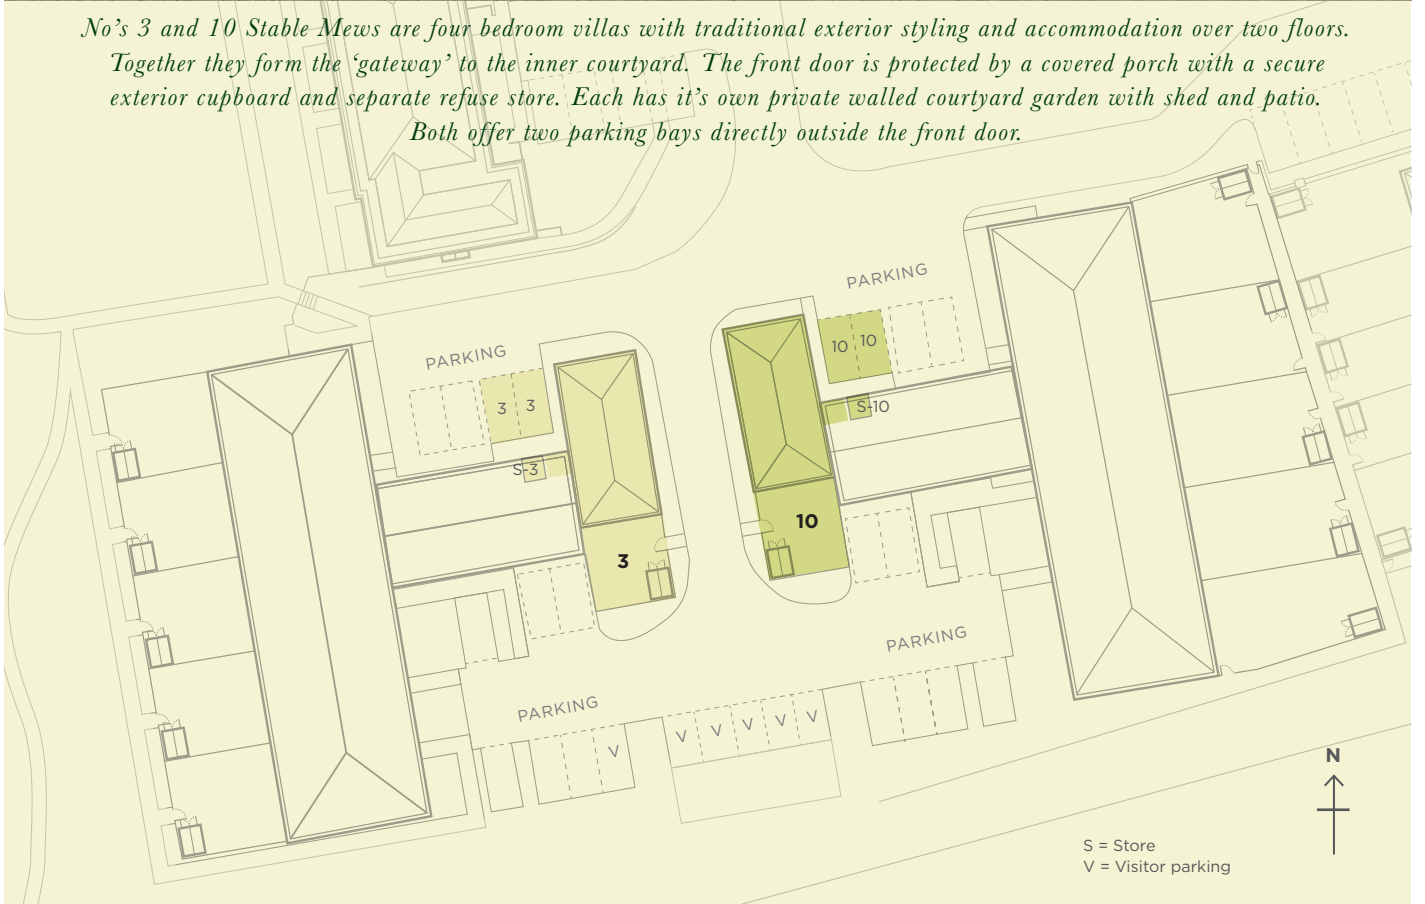 No's 3 and 10 Stable Mews are four bedroom villas with traditional exterior styling and accommodation over two floors.
Together they form the ‘gateway’ to the inner courtyard. The front door is protected by a covered porch with a secure
exterior cupboard and separate refuse store. Each has it's own private walled courtyard garden with shed and patio.
Both offer two parking bays directly outside the front door.
PARKING
10 10
PARKING
3 3
S-10
S-3
10
3
PARKING
PARKING
V V V V V
V
N
S = Store
V = Visitor parking